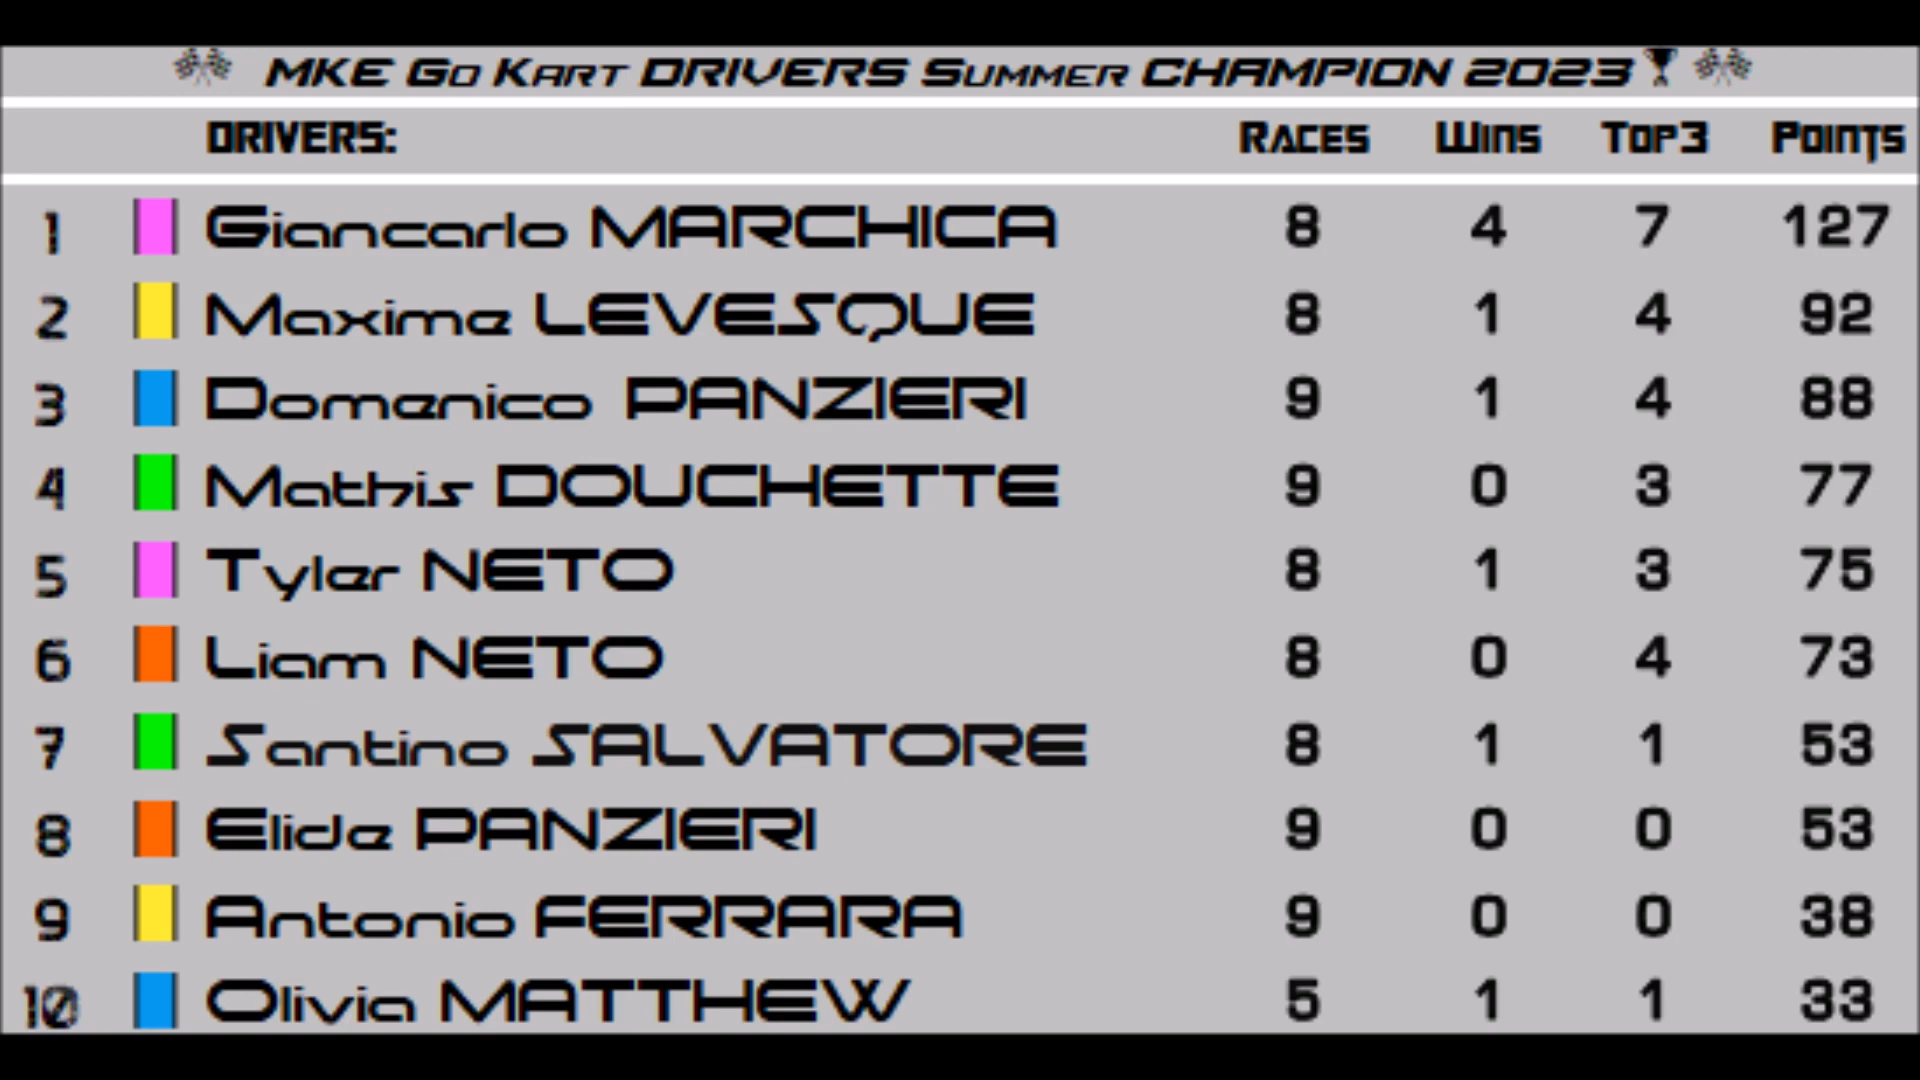 MKE Go Kart DRIVERS Summer CHAMPION 2023
DRIVERS: Races Wins Top3 Points
1 Giancarlo MARCHICA 8 4 7 127
2 Maxime LEVESQUE 8 1 4 92
3 Domenico PANZIERI 9 1 4 88
4 Mathis DOUCHETTE 9 0 3 77
5 Tyler NETO 8 1 3 75
6 Liam NETO 8 0 4 73
7 Santino SALVATORE 8 1 1 53
8 Elide PANZIERI 9 0 0 53
9 Antonio FERRARA 9 0 0 38
10 Olivia MATTHEW 5 1 1 33